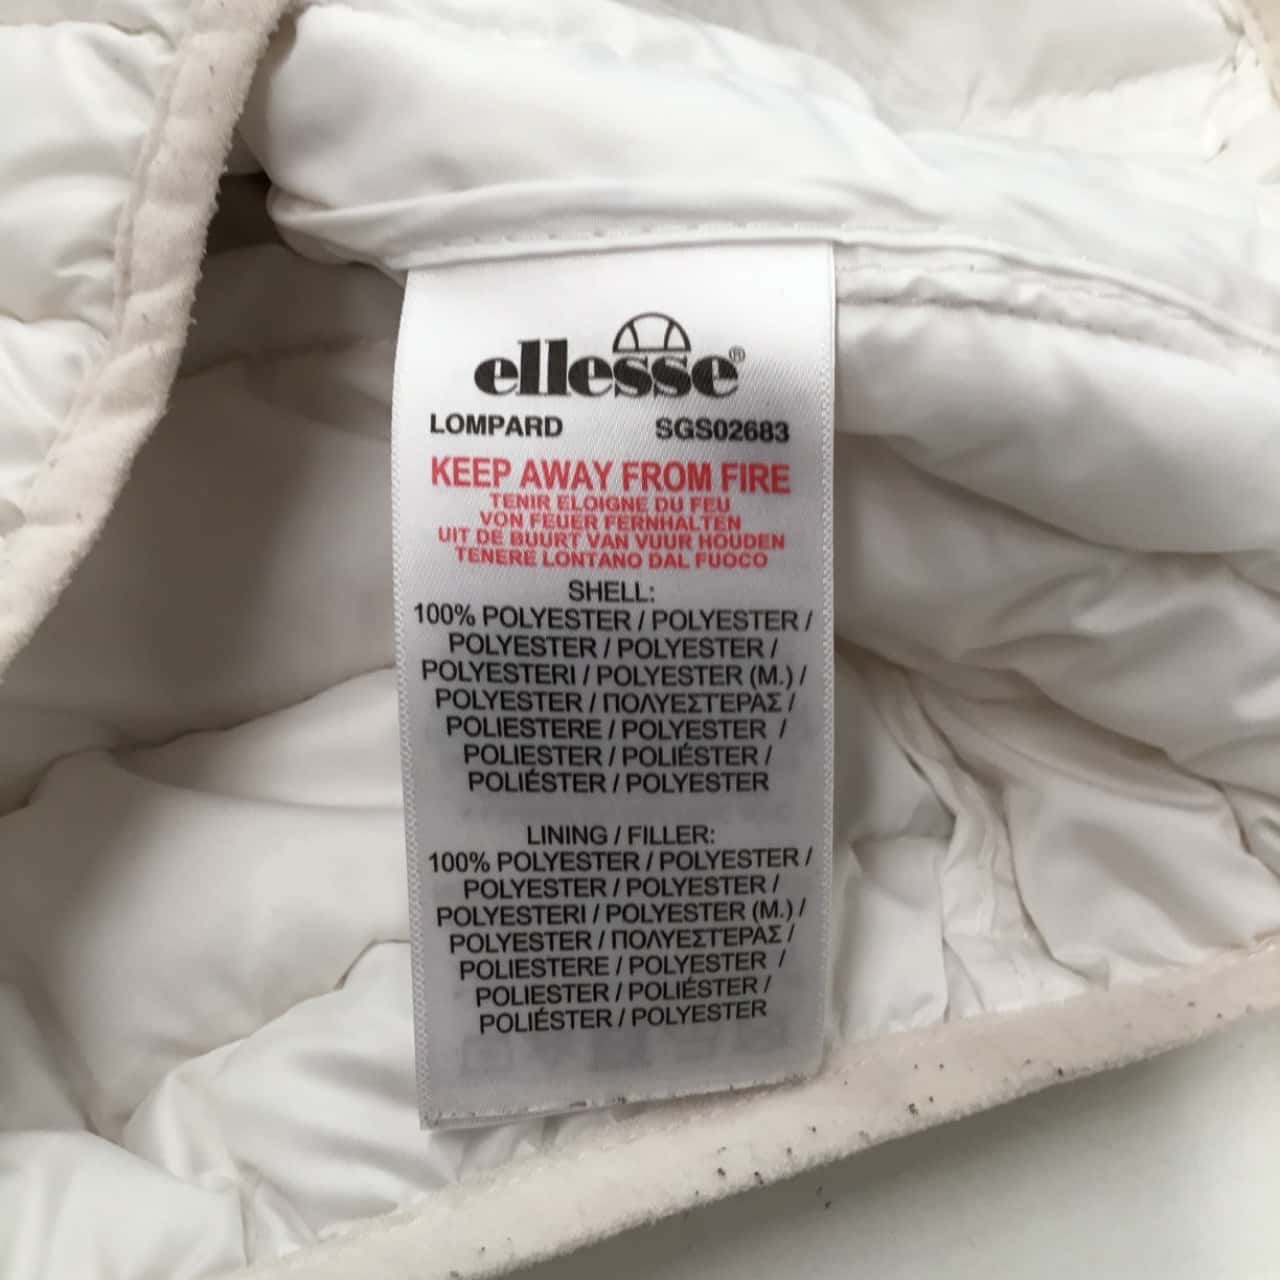 ellesse®
LOMPARD SGS02683
KEEP AWAY FROM FIRE
TENIR ELOIGNE DU FEU
VON FEUER FERNHALTEN
UIT DE BUURT VAN VUUR HOUDEN
TENERE LONTANO DAL FUOCO
SHELL:
100% POLYESTER / POLYESTER /
POLYESTER / POLYESTER /
POLYESTERI / POLYESTER (M.) /
POLYESTER / ΠΟΛΥΕΣΤΕΡΑΣ /
POLIESTERE / POLYESTER /
POLIESTER / POLIÉSTER /
POLIÉSTER / POLYESTER
LINING / FILLER:
100% POLYESTER / POLYESTER /
POLYESTER / POLYESTER /
POLYESTERI / POLYESTER (M.) /
POLYESTER / ΠΟΛΥΕΣΤΕΡΑΣ /
POLIESTERE / POLYESTER /
POLIESTER / POLIÉSTER /
POLIÉSTER / POLYESTER